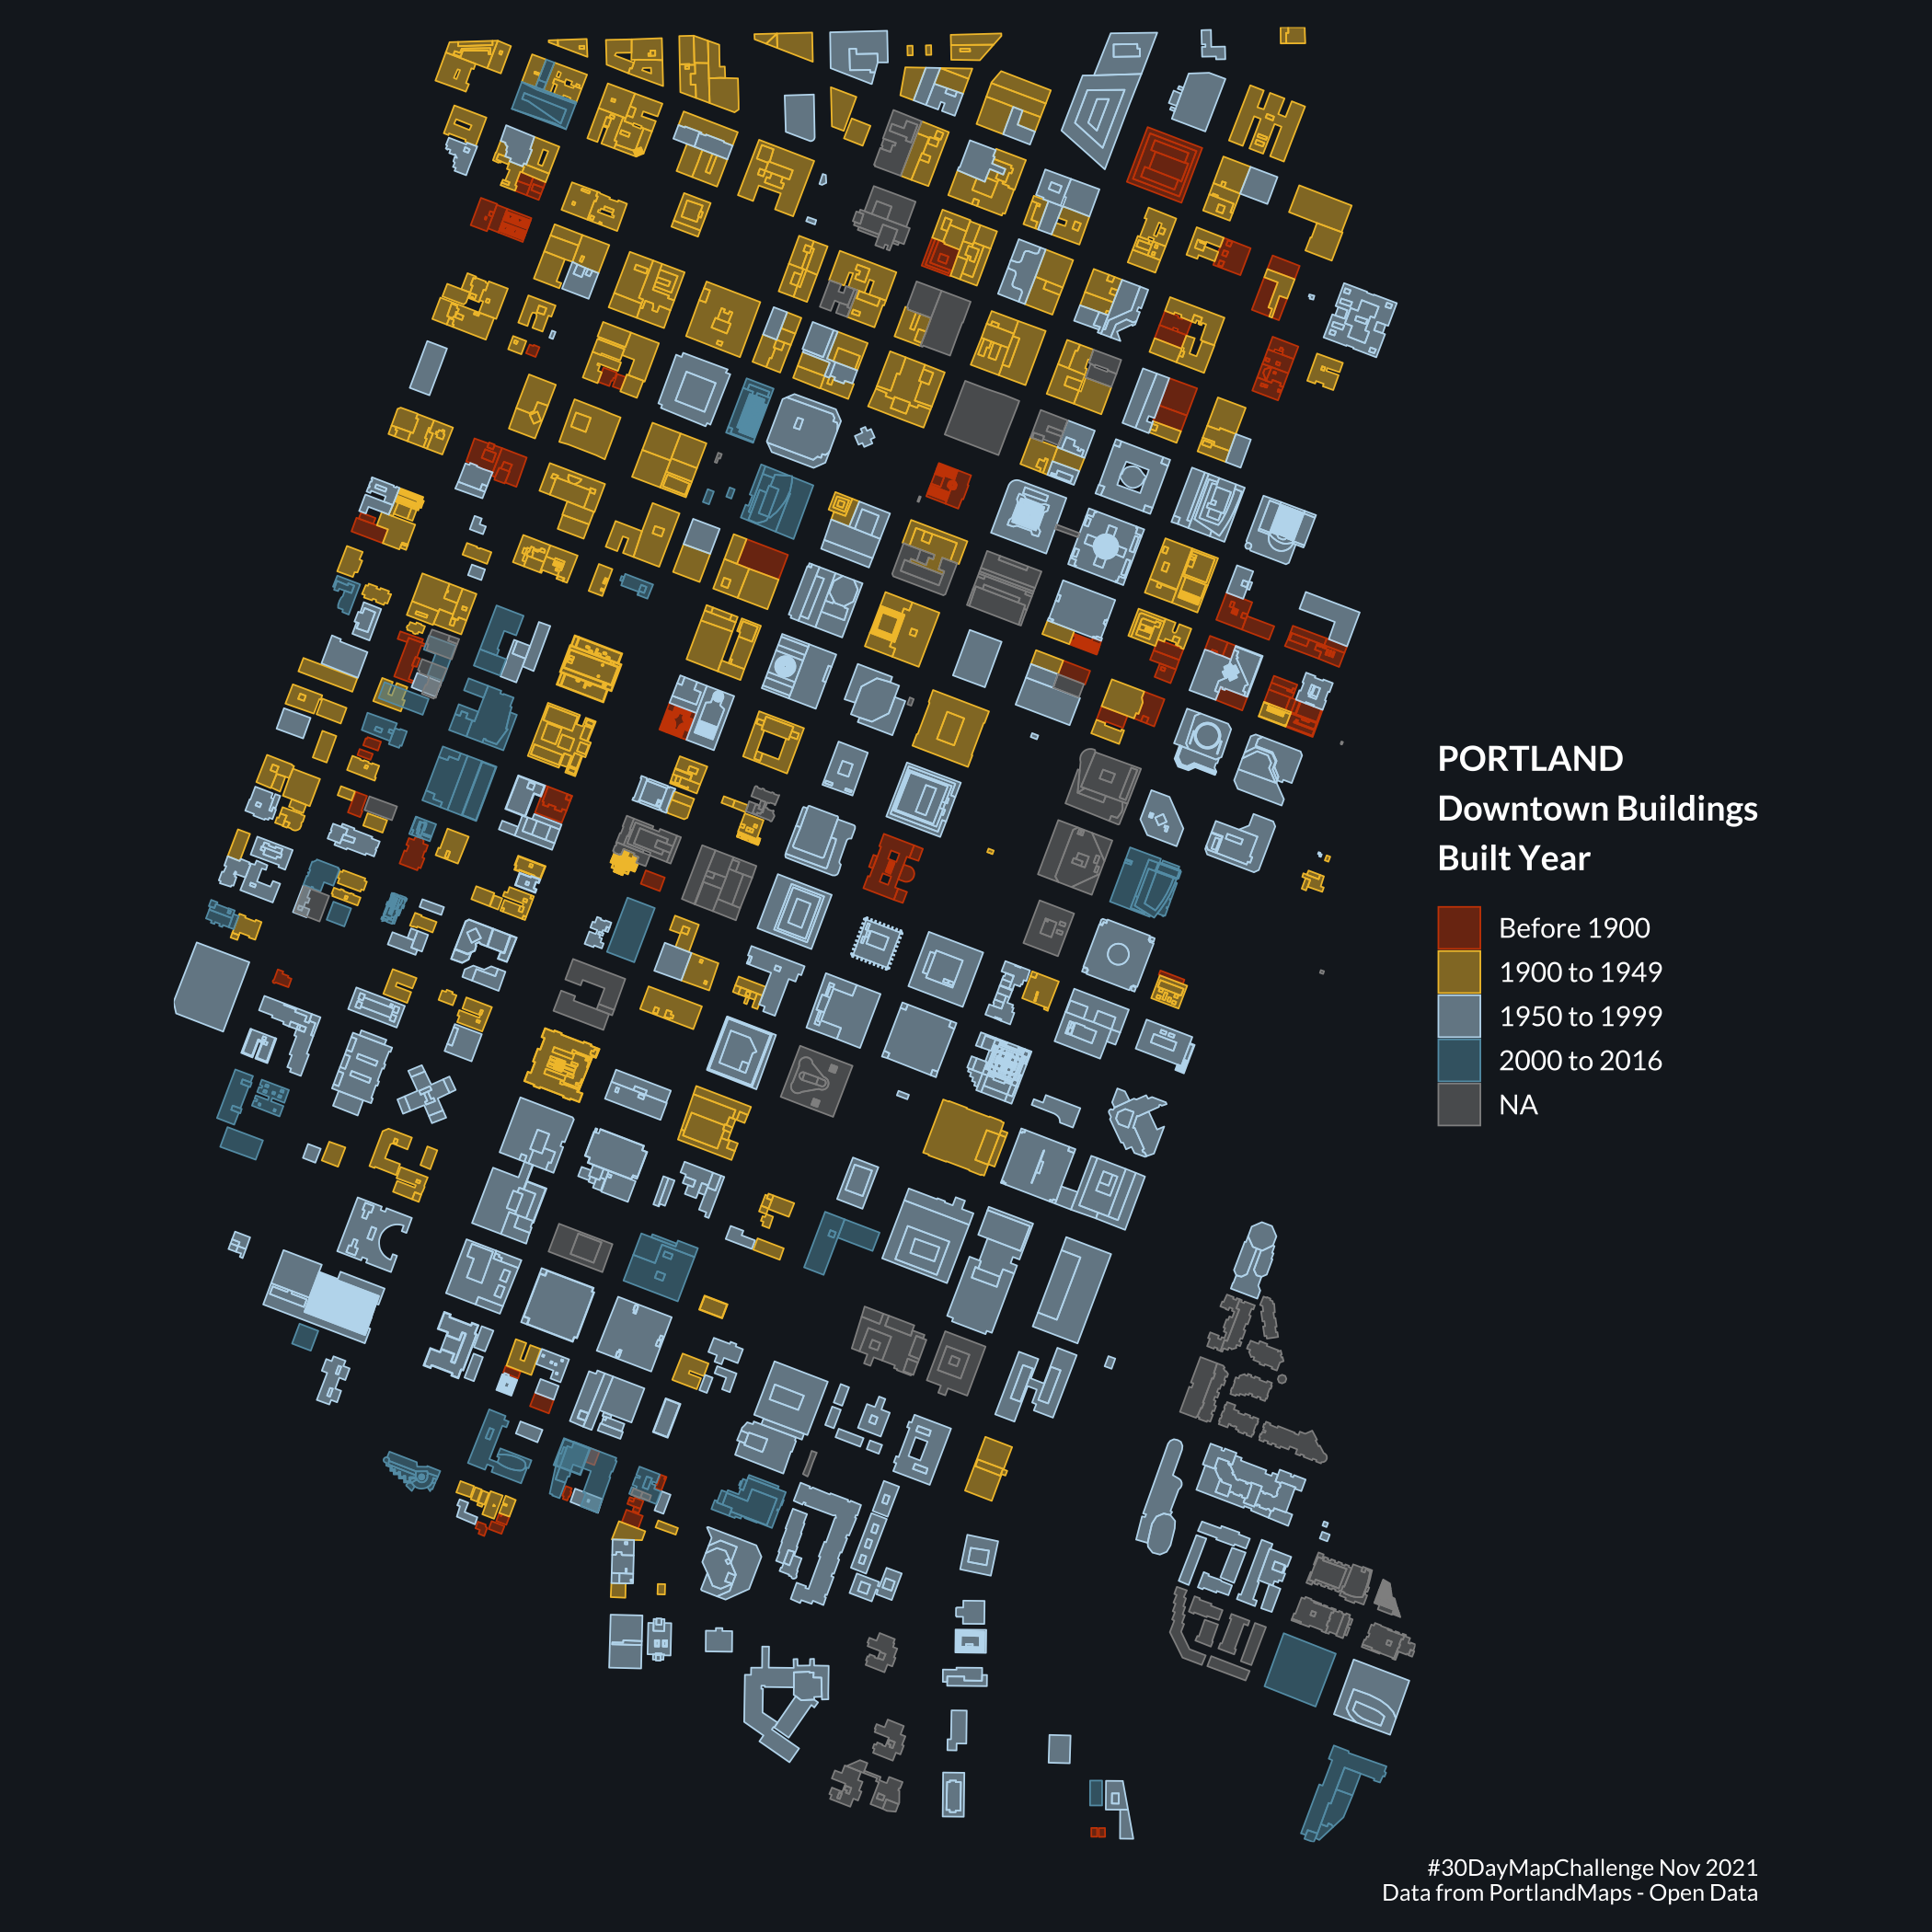 PORTLAND
Downtown Buildings
Built Year
Before 1900
1900 to 1949
1950 to 1999
2000 to 2016
NA
#30DayMapChallenge Nov 2021
Data from PortlandMaps - Open Data